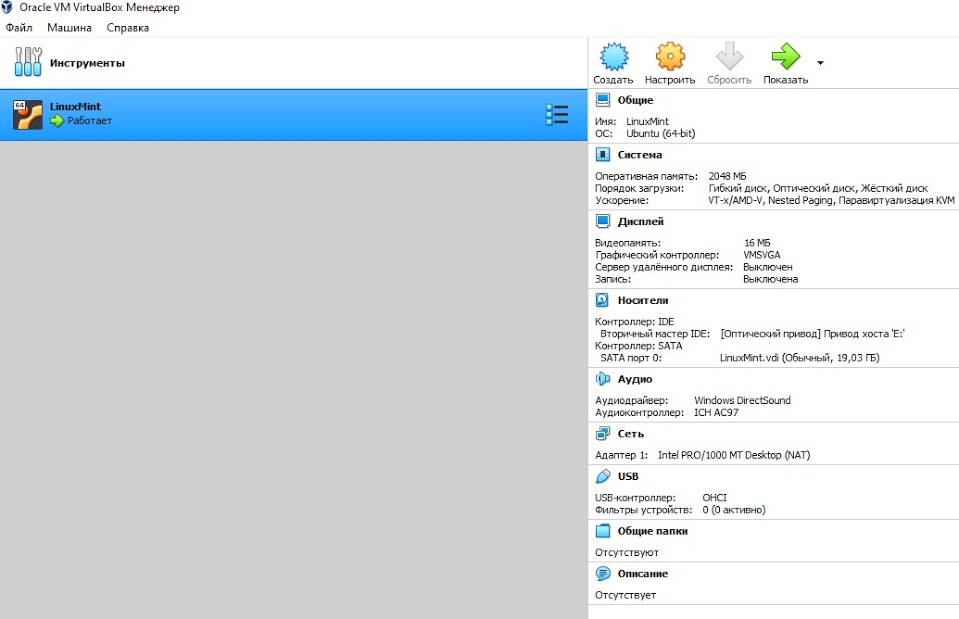 Oracle VM VirtualBox Менеджер
Файл Машина Справка
Инструменты
64
LinuxMint
Работает
Создать Настроить Сбросить Показать
Общие
Имя: LinuxMint
ОС: Ubuntu (64-bit)
Система
Оперативная память: 2048 МБ
Порядок загрузки: Гибкий диск, Оптический диск, Жёсткий диск
Ускорение: VT-x/AMD-V, Nested Paging, Паравиртуализация KVM
Дисплей
Видеопамять: 16 МБ
Графический контроллер: VMSVGA
Сервер удалённого дисплея: Выключен
Запись: Выключена
Носители
Контроллер: IDE
Вторичный мастер IDE: [Оптический привод] Привод хоста 'E:'
Контроллер: SATA
SATA порт 0: LinuxMint.vdi (Обычный, 19,03 ГБ)
Аудио
Аудиодрайвер: Windows DirectSound
Аудиоконтроллер: ICH AC97
Сеть
Адаптер 1: Intel PRO/1000 MT Desktop (NAT)
USB
USB-контроллер: OHCI
Фильтры устройств: 0 (0 активно)
Общие папки
Отсутствуют
Описание
Отсутствует